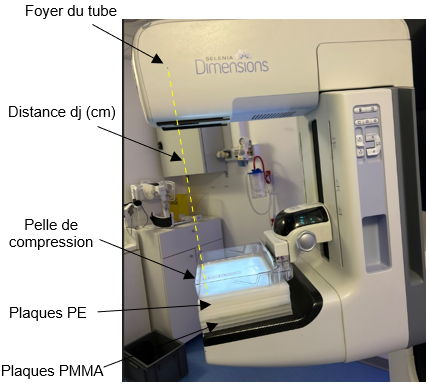 Foyer du tube
SELENIA
Dimensions
Distance dj (cm)
Pelle de
compression
Plaques PE
Plaques PMMA